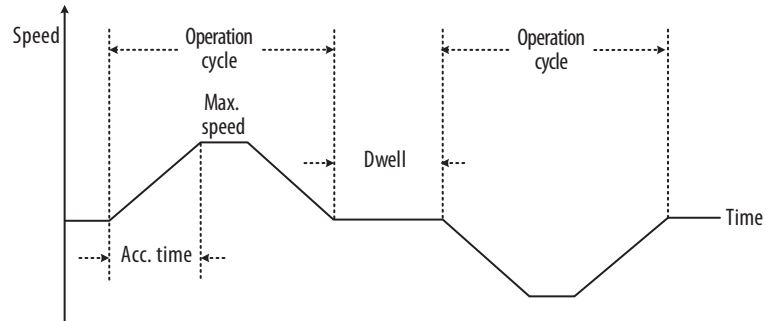 Speed
Operation
cycle
Operation
cycle
Max.
speed
Dwell
Time
Acc. time